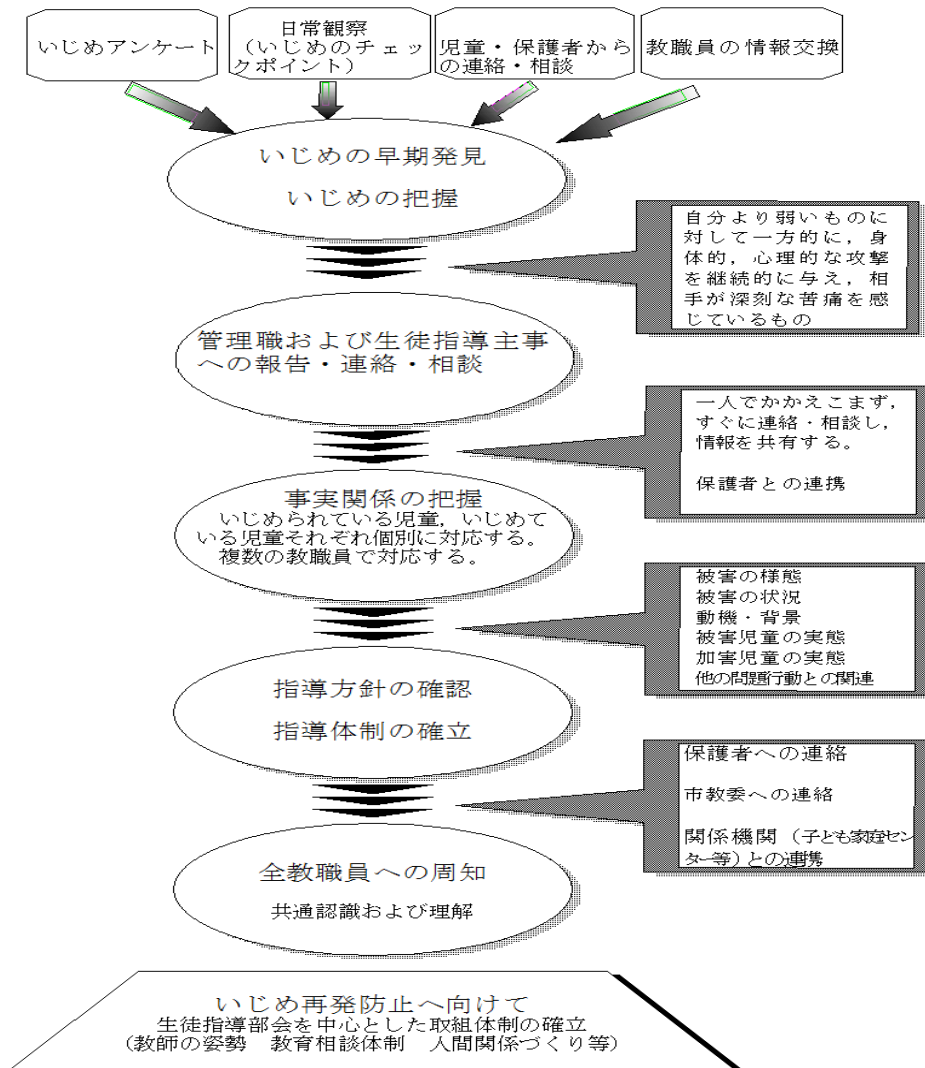 いじめアンケート
日常観察
（いじめのチェッ
クポイント）
児童・保護者から
の連絡・相談
教職員の情報交換
いじめの早期発見
いじめの把握
自分より弱いものに
対して一方的に，身
体的，心理的な攻撃
を継続的に与え，相
手が深刻な苦痛を感
じているもの
管理職および生徒指導主事
への報告・連絡・相談
一人でかかえこまず，
すぐに連絡・相談し，
情報を共有する。
保護者との連携
事実関係の把握
いじめられている児童，いじめて
いる児童それぞれ個別に対応する。
複数の教職員で対応する。
被害の様態
被害の状況
動機・背景
被害児童の実態
加害児童の実態
他の問題行動との関連
指導方針の確認
指導体制の確立
保護者への連絡
市教委への連絡
関係機関（子ども家庭セン
ター等）との連携
全教職員への周知
共通認識および理解
いじめ再発防止へ向けて
生徒指導部会を中心とした取組体制の確立
（教師の姿勢　教育相談体制　人間関係づくり等）